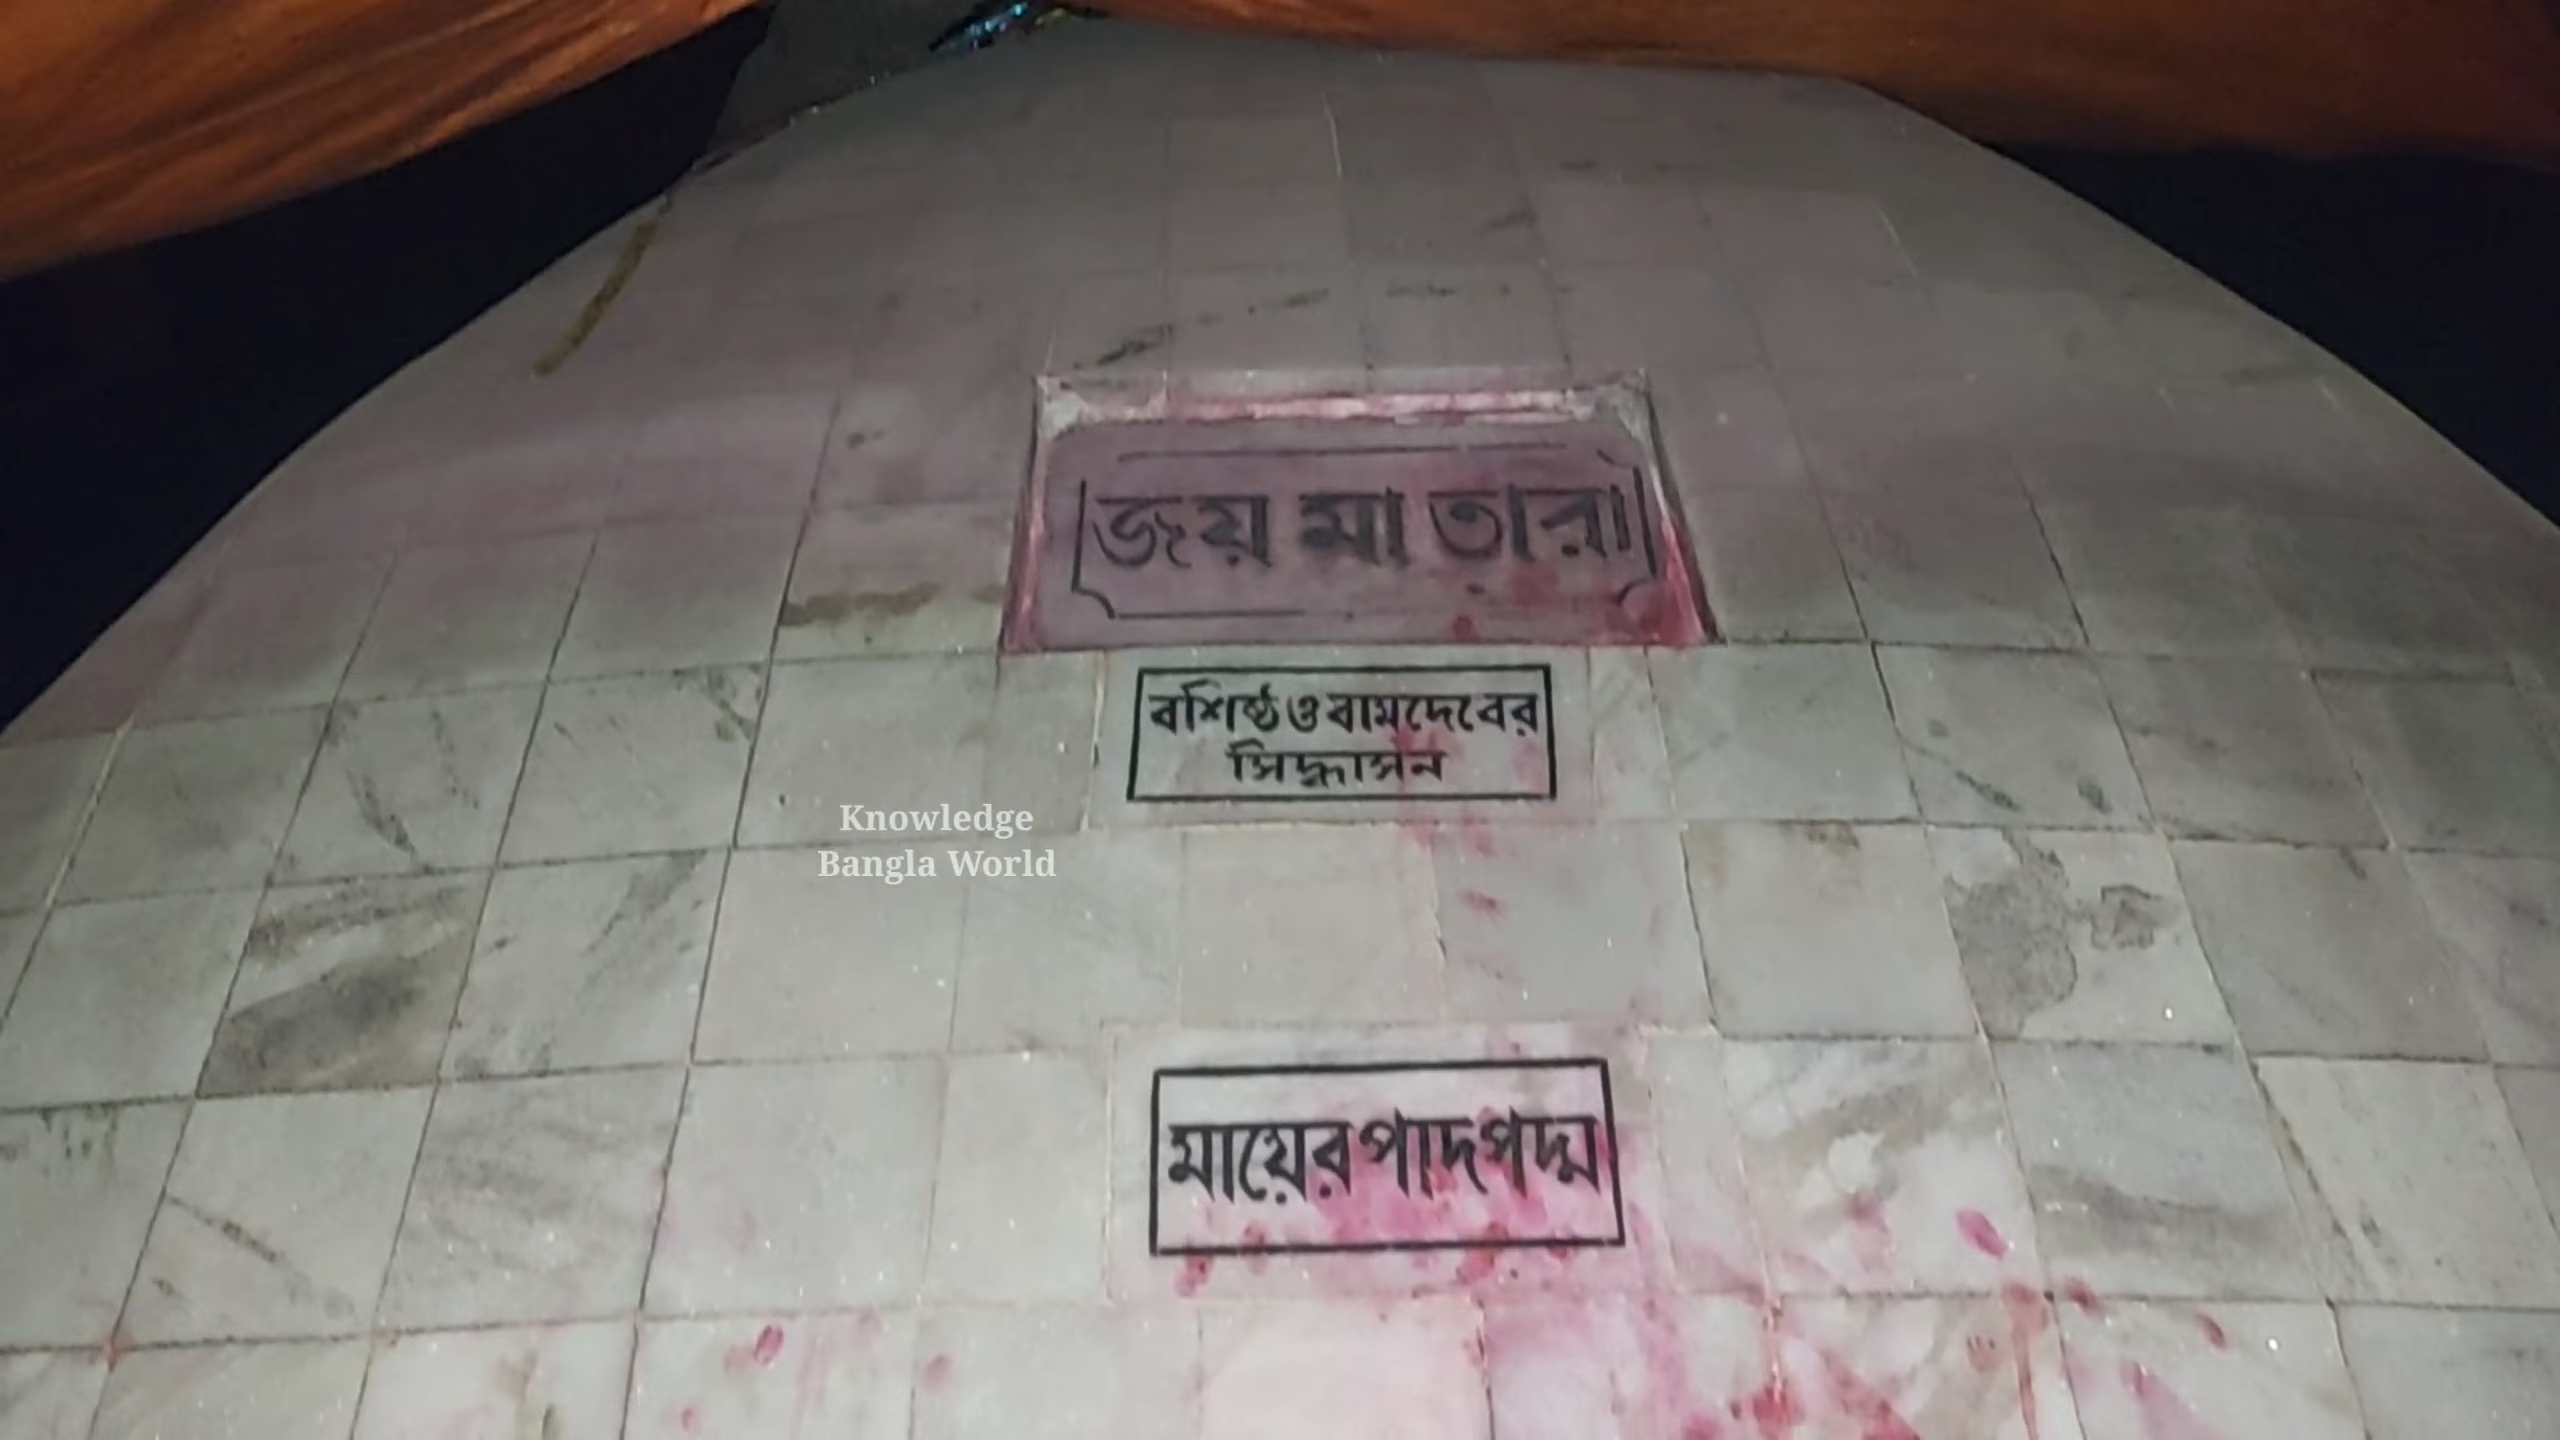 জয় মা তারা
বশিষ্ঠ ও বামদেবের
সিদ্ধাসন
Knowledge
Bangla World
মায়ের পাদপদ্ম